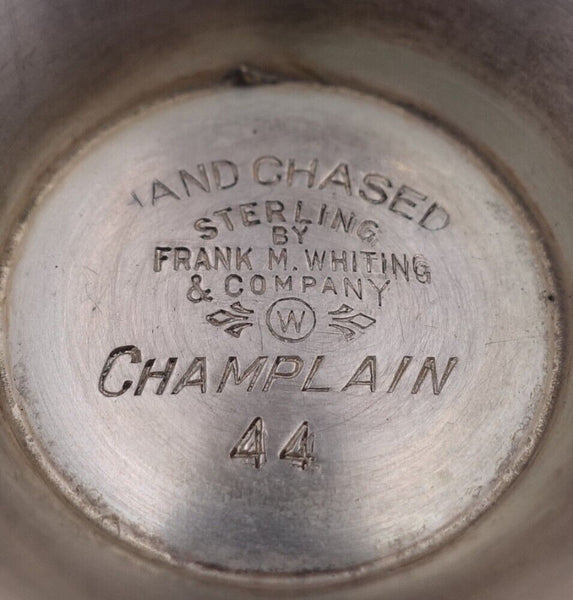 HAND CHASED
STERLING
BY
FRANK M. WHITING
& COMPANY
W
CHAMPLAIN
44